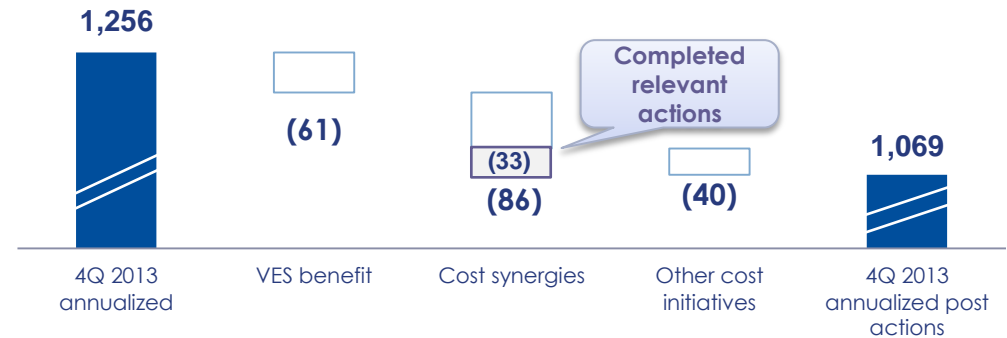 1,256
(61)
Completed
relevant
actions
(33)
(86)
(40)
1,069
4Q 2013
annualized
VES benefit
Cost synergies
Other cost
initiatives
4Q 2013
annualized post
actions